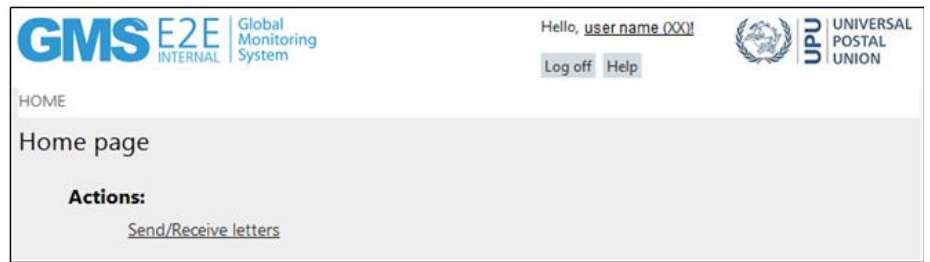 GMS E2E INTERNAL Global Monitoring System
Hello, user name (XX)!
Log off Help
UPU UNIVERSAL POSTAL UNION
HOME
Home page
Actions:
Send/Receive letters